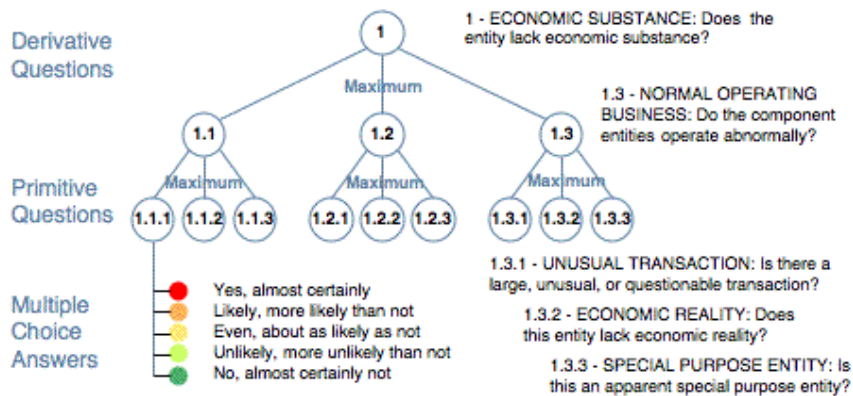 Derivative
Questions
1
1 - ECONOMIC SUBSTANCE: Does the
entity lack economic substance?
Maximum
1.3 - NORMAL OPERATING
BUSINESS: Do the component
entities operate abnormally?
1.1
1.2
1.3
Primitive
Questions
Maximum
Maximum
Maximum
1.1.1
1.1.2
1.1.3
1.2.1
1.2.2
1.2.3
1.3.1
1.3.2
1.3.3
Multiple
Choice
Answers
Yes, almost certainly
Likely, more likely than not
Even, about as likely as not
Unlikely, more unlikely than not
No, almost certainly not
1.3.1 - UNUSUAL TRANSACTION: Is there a
large, unusual, or questionable transaction?
1.3.2 - ECONOMIC REALITY: Does
this entity lack economic reality?
1.3.3 - SPECIAL PURPOSE ENTITY: Is
this an apparent special purpose entity?